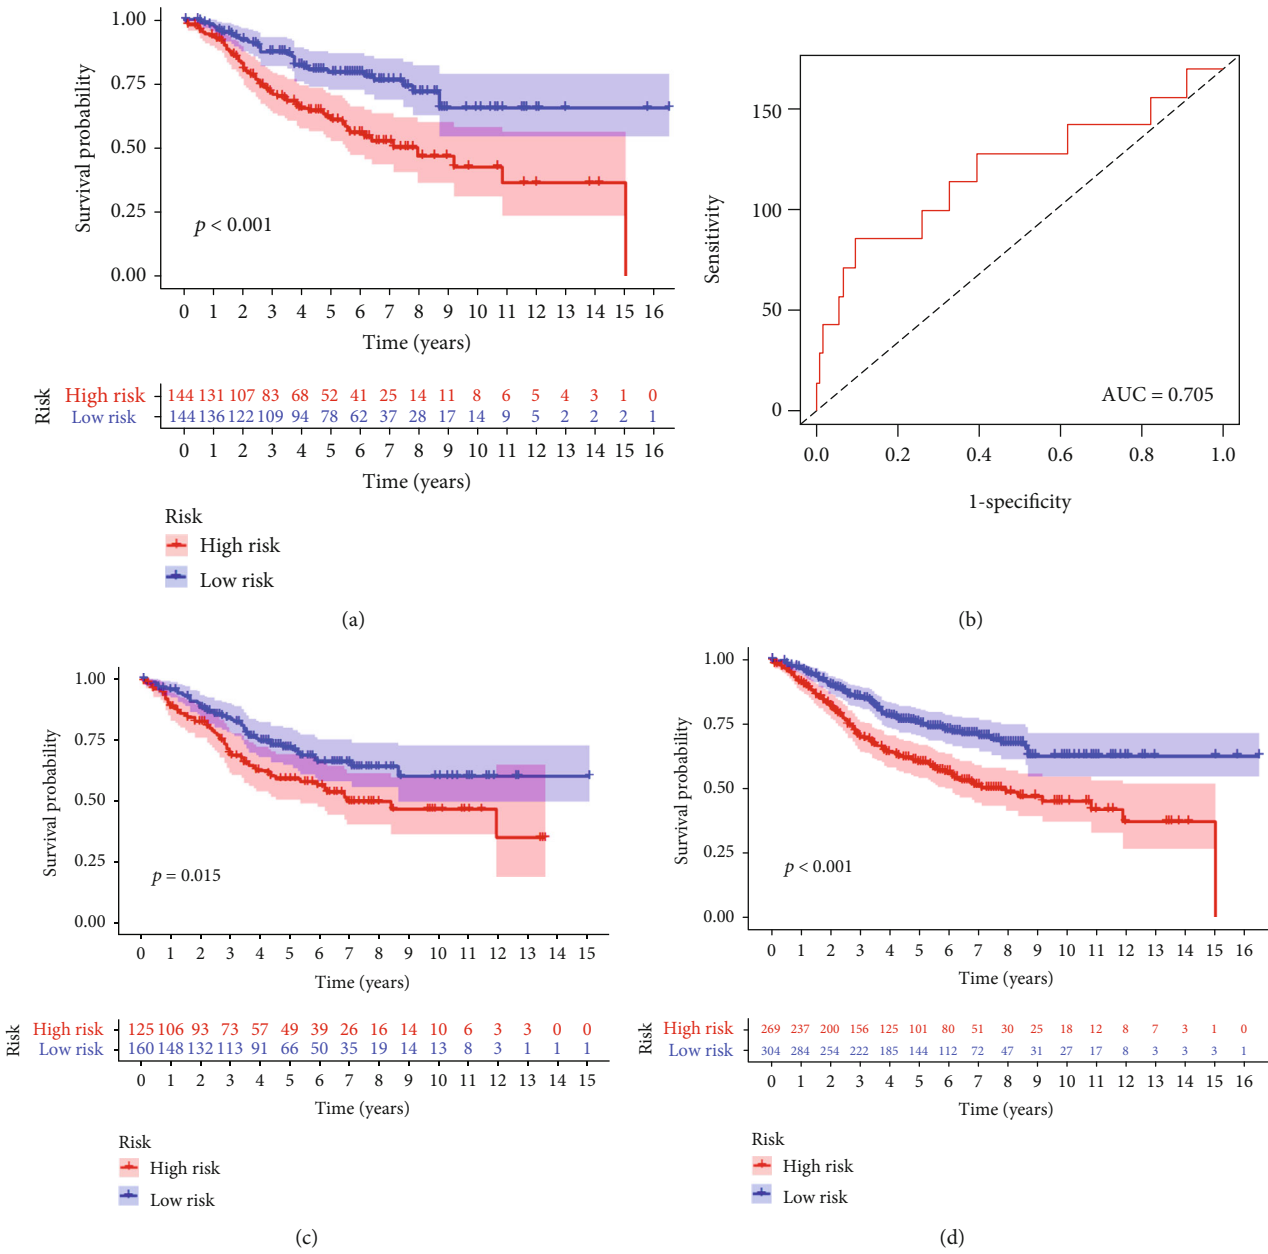 1.00
0.75
0.50
0.25
0.00
Survival probability
p < 0.001
0 1 2 3 4 5 6 7 8 9 10 11 12 13 14 15 16
Time (years)
Risk
High risk 144 131 107 83 68 52 41 25 14 11 8 6 5 4 3 1 0
Low risk 144 136 122 109 94 78 62 37 28 17 14 9 5 2 2 2 1
0 1 2 3 4 5 6 7 8 9 10 11 12 13 14 15 16
Time (years)
Risk
High risk
Low risk
(a)
150
100
50
0
Sensitivity
AUC = 0.705
0.0 0.2 0.4 0.6 0.8 1.0
1-specificity
(b)
1.00
0.75
0.50
0.25
0.00
Survival probability
p = 0.015
0 1 2 3 4 5 6 7 8 9 10 11 12 13 14 15
Time (years)
Risk
High risk 125 106 93 73 57 49 39 26 16 14 10 6 3 3 0 0
Low risk 160 148 132 113 91 66 50 35 19 14 13 8 3 1 1 1
0 1 2 3 4 5 6 7 8 9 10 11 12 13 14 15
Time (years)
Risk
High risk
Low risk
(c)
1.00
0.75
0.50
0.25
0.00
Survival probability
p < 0.001
0 1 2 3 4 5 6 7 8 9 10 11 12 13 14 15 16
Time (years)
Risk
High risk 269 237 200 156 125 101 80 51 30 25 18 12 8 7 3 1 0
Low risk 304 284 254 222 185 144 112 72 47 31 27 17 8 3 3 3 1
0 1 2 3 4 5 6 7 8 9 10 11 12 13 14 15 16
Time (years)
Risk
High risk
Low risk
(d)